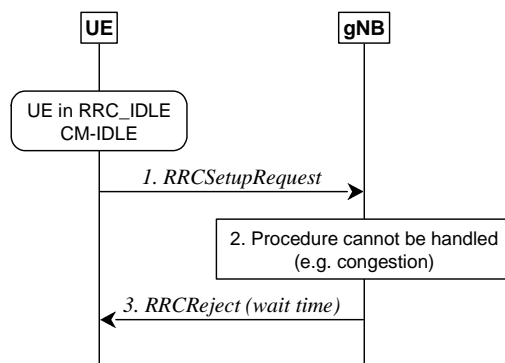 UE
gNB
UE in RRC_IDLE
CM-IDLE
1. RRCSetupRequest
2. Procedure cannot be handled
(e.g. congestion)
3. RRCReject (wait time)